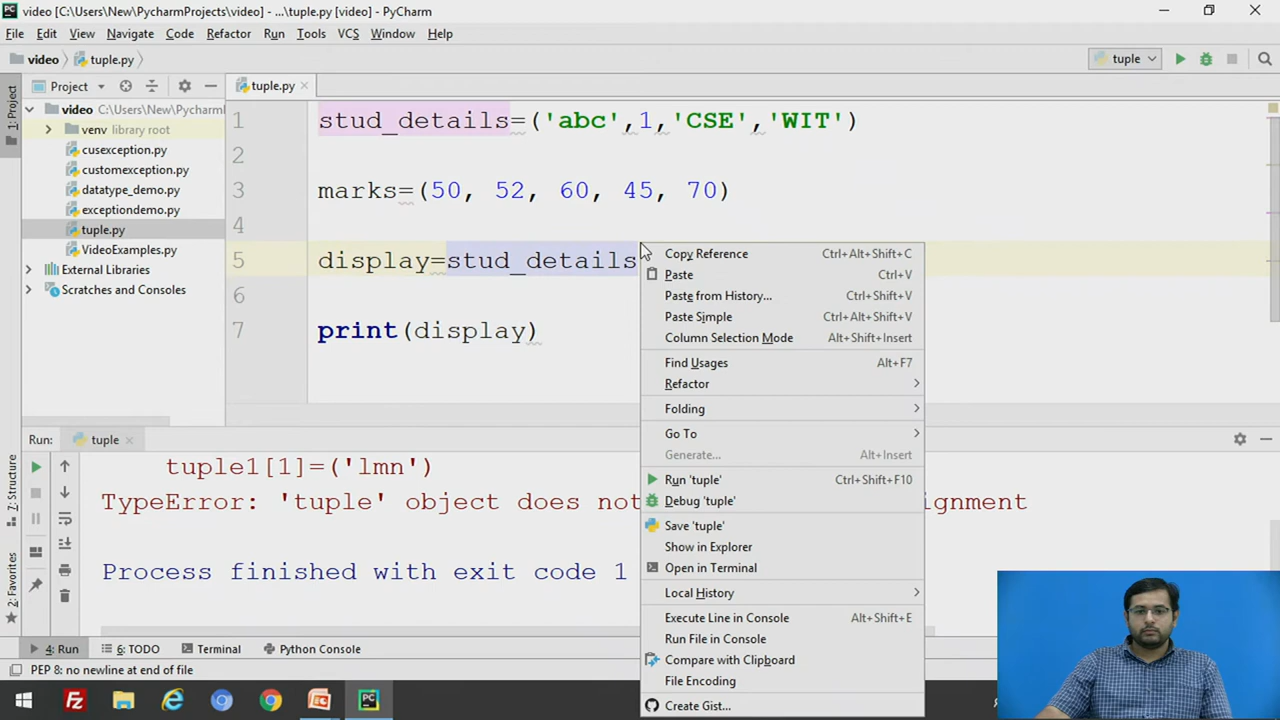 video [C:\Users\New\PycharmProjects\video] - ...\tuple.py [video] - PyCharm
File Edit View Navigate Code Refactor Run Tools VCS Window Help
video tuple.py tuple
1: Project
Project
tuple.py
video C:\Users\New\Pycharm
venv library root
cusexception.py
customexception.py
datatype_demo.py
exceptiondemo.py
tuple.py
VideoExamples.py
External Libraries
Scratches and Consoles
1 stud_details=('abc',1,'CSE','WIT')
2
3 marks=(50, 52, 60, 45, 70)
4
5 display=stud_details
6
7 print(display)
Copy Reference Ctrl+Alt+Shift+C
Paste Ctrl+V
Paste from History... Ctrl+Shift+V
Paste Simple Ctrl+Alt+Shift+V
Column Selection Mode Alt+Shift+Insert
Find Usages Alt+F7
Refactor
Folding
Go To
Generate... Alt+Insert
Run 'tuple' Ctrl+Shift+F10
Debug 'tuple'
Save 'tuple'
Show in Explorer
Open in Terminal
Local History
Execute Line in Console Alt+Shift+E
Run File in Console
Compare with Clipboard
File Encoding
Create Gist...
Run: tuple
tuple1[1]=('lmn')
TypeError: 'tuple' object does not ignment
Process finished with exit code 1
7: Structure
2: Favorites
4: Run 6: TODO Terminal Python Console
PEP 8: no newline at end of file